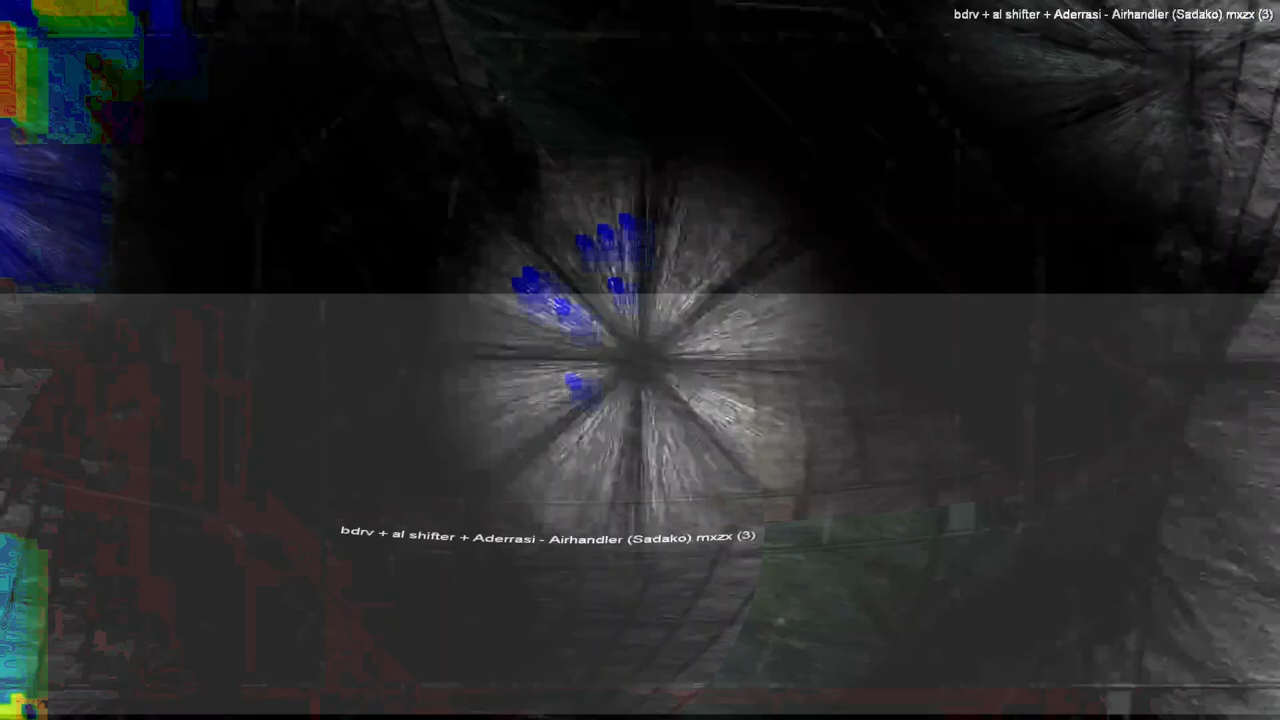 bdrv + al shifter + Aderrasi - Airhandler (Sadako) mxzx (3)
bdrv + al shifter + Aderrasi - Airhandler (Sadako) mxzx (3)